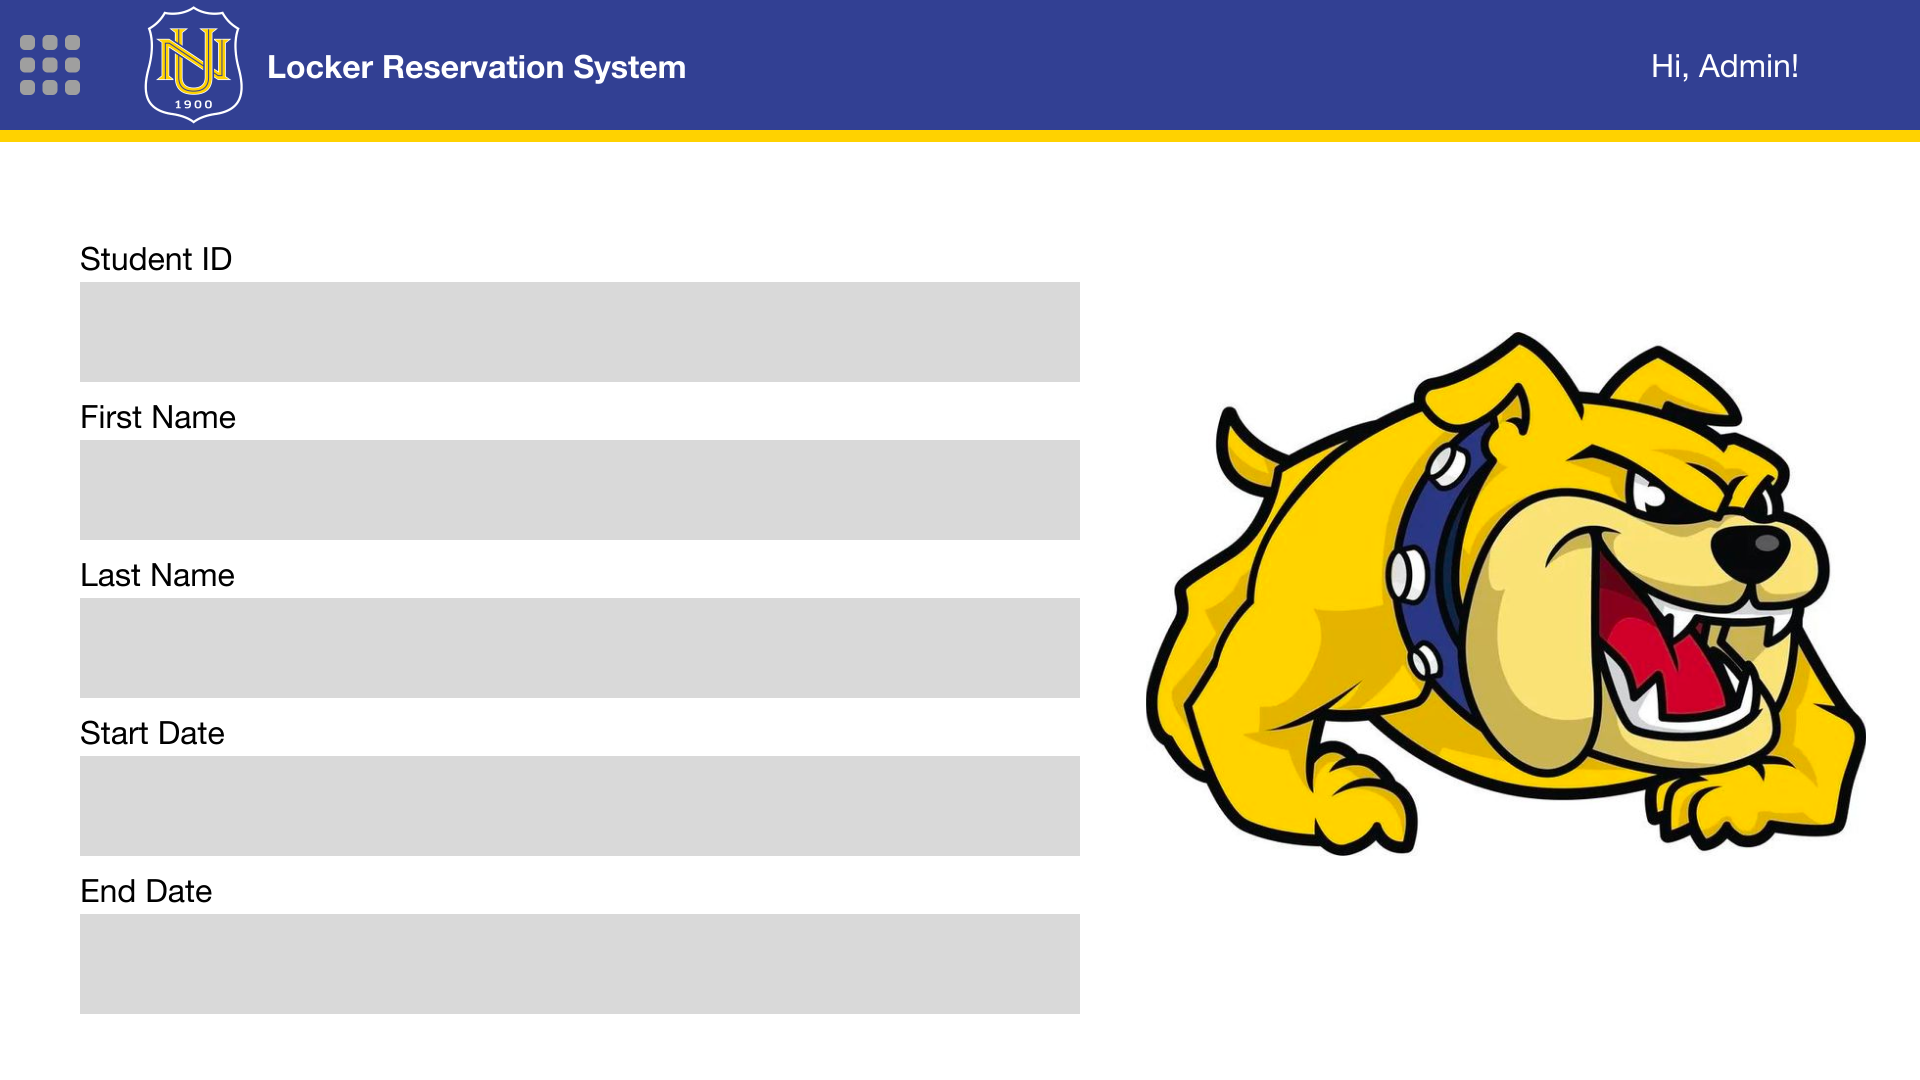 NU
1900
Locker Reservation System
Hi, Admin!
Student ID
First Name
Last Name
Start Date
End Date